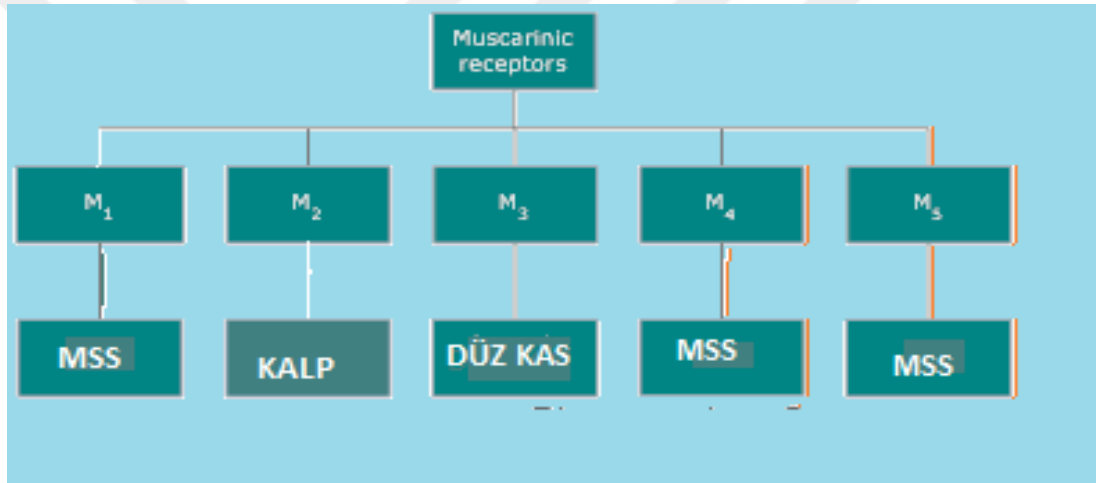 Muscarinic
receptors
M₁
M₂
M₃
M₄
M₅
MSS
KALP
DÜZ KAS
MSS
MSS